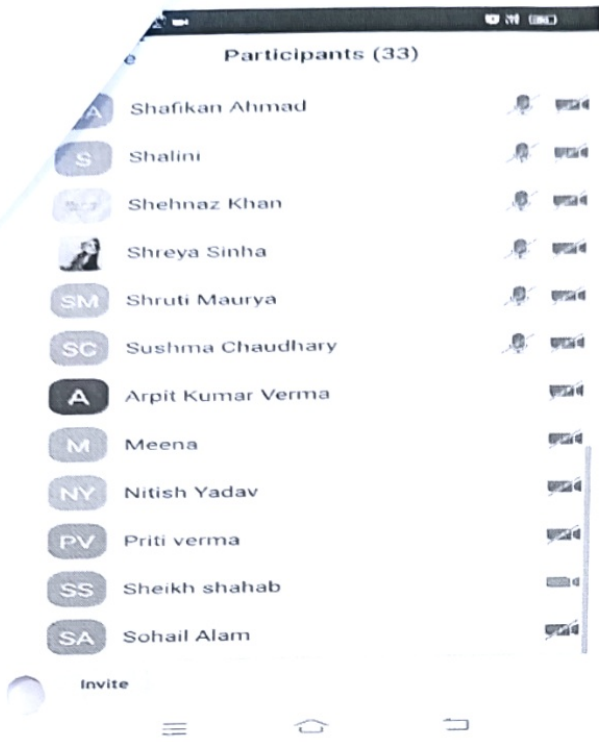 e Participants (33)
A Shafikan Ahmad
S Shalini
Shehnaz Khan
Shreya Sinha
SM Shruti Maurya
SC Sushma Chaudhary
A Arpit Kumar Verma
M Meena
NY Nitish Yadav
PV Priti verma
SS Sheikh shahab
SA Sohail Alam
Invite